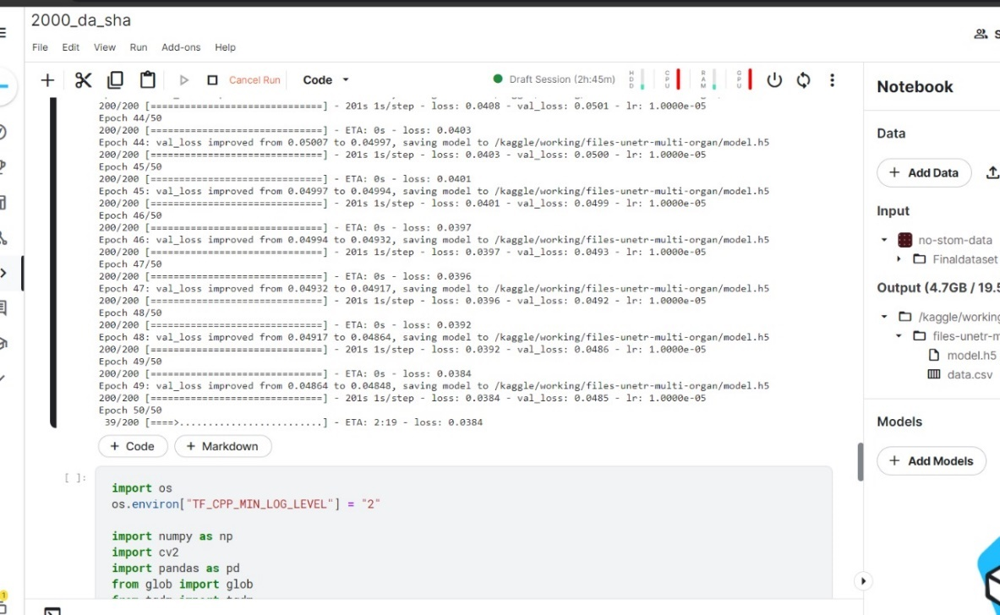 2000_da_sha
File Edit View Run Add-ons Help
Cancel Run Code Draft Session (2h:45m) HDD CPU RAM GPU
200/200 [==============================] - 201s 1s/step - loss: 0.0408 - val_loss: 0.0501 - lr: 1.0000e-05
Epoch 44/50
200/200 [==============================] - ETA: 0s - loss: 0.0403
Epoch 44: val_loss improved from 0.05007 to 0.04997, saving model to /kaggle/working/files-unetr-multi-organ/model.h5
200/200 [==============================] - 201s 1s/step - loss: 0.0403 - val_loss: 0.0500 - lr: 1.0000e-05
Epoch 45/50
200/200 [==============================] - ETA: 0s - loss: 0.0401
Epoch 45: val_loss improved from 0.04997 to 0.04994, saving model to /kaggle/working/files-unetr-multi-organ/model.h5
200/200 [==============================] - 201s 1s/step - loss: 0.0401 - val_loss: 0.0499 - lr: 1.0000e-05
Epoch 46/50
200/200 [==============================] - ETA: 0s - loss: 0.0397
Epoch 46: val_loss improved from 0.04994 to 0.04932, saving model to /kaggle/working/files-unetr-multi-organ/model.h5
200/200 [==============================] - 201s 1s/step - loss: 0.0397 - val_loss: 0.0493 - lr: 1.0000e-05
Epoch 47/50
200/200 [==============================] - ETA: 0s - loss: 0.0396
Epoch 47: val_loss improved from 0.04932 to 0.04917, saving model to /kaggle/working/files-unetr-multi-organ/model.h5
200/200 [==============================] - 201s 1s/step - loss: 0.0396 - val_loss: 0.0492 - lr: 1.0000e-05
Epoch 48/50
200/200 [==============================] - ETA: 0s - loss: 0.0392
Epoch 48: val_loss improved from 0.04917 to 0.04864, saving model to /kaggle/working/files-unetr-multi-organ/model.h5
200/200 [==============================] - 201s 1s/step - loss: 0.0392 - val_loss: 0.0486 - lr: 1.0000e-05
Epoch 49/50
200/200 [==============================] - ETA: 0s - loss: 0.0384
Epoch 49: val_loss improved from 0.04864 to 0.04848, saving model to /kaggle/working/files-unetr-multi-organ/model.h5
200/200 [==============================] - 201s 1s/step - loss: 0.0384 - val_loss: 0.0485 - lr: 1.0000e-05
Epoch 50/50
39/200 [====>.........................] - ETA: 2:19 - loss: 0.0384
+ Code + Markdown
[ ]:
import os
os.environ["TF_CPP_MIN_LOG_LEVEL"] = "2"
import numpy as np
import cv2
import pandas as pd
from glob import glob
Notebook
Data
+ Add Data
Input
no-stom-data
Finaldataset
Output (4.7GB / 19.5
/kaggle/working
files-unetr-m
model.h5
data.csv
Models
+ Add Models
1